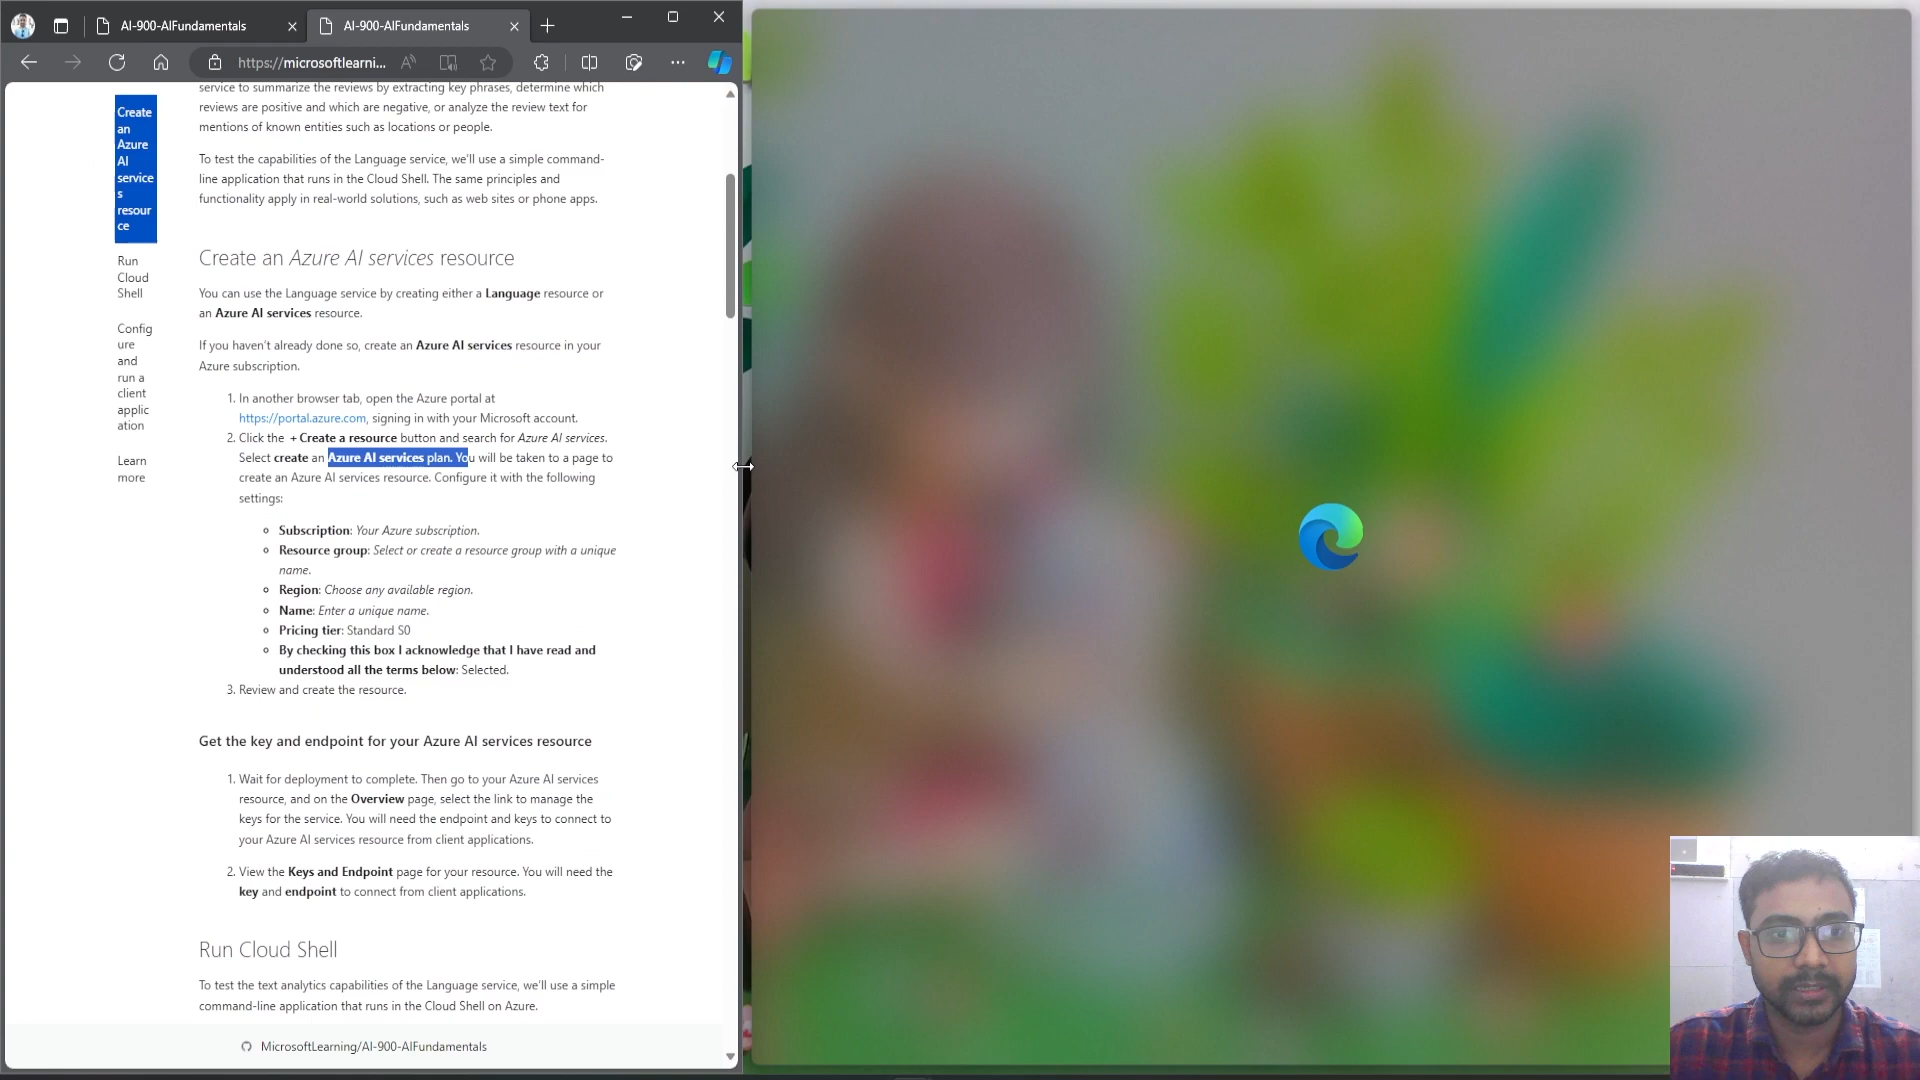 AI-900-AIFundamentals
AI-900-AIFundamentals
https://microsoftlearni...
service to summarize the reviews by extracting key phrases, determine which
reviews are positive and which are negative, or analyze the review text for
mentions of known entities such as locations or people.
To test the capabilities of the Language service, we'll use a simple command-
line application that runs in the Cloud Shell. The same principles and
functionality apply in real-world solutions, such as web sites or phone apps.
Create
an
Azure
AI
service
s
resour
ce
Run
Cloud
Shell
Config
ure
and
run a
client
applic
ation
Learn
more
Create an Azure AI services resource
You can use the Language service by creating either a Language resource or
an Azure AI services resource.
If you haven't already done so, create an Azure AI services resource in your
Azure subscription.
1. In another browser tab, open the Azure portal at
https://portal.azure.com, signing in with your Microsoft account.
2. Click the + Create a resource button and search for Azure AI services.
Select create an Azure AI services plan. You will be taken to a page to
create an Azure AI services resource. Configure it with the following
settings:
Subscription: Your Azure subscription.
Resource group: Select or create a resource group with a unique
name.
Region: Choose any available region.
Name: Enter a unique name.
Pricing tier: Standard S0
By checking this box I acknowledge that I have read and
understood all the terms below: Selected.
3. Review and create the resource.
Get the key and endpoint for your Azure AI services resource
1. Wait for deployment to complete. Then go to your Azure AI services
resource, and on the Overview page, select the link to manage the
keys for the service. You will need the endpoint and keys to connect to
your Azure AI services resource from client applications.
2. View the Keys and Endpoint page for your resource. You will need the
key and endpoint to connect from client applications.
Run Cloud Shell
To test the text analytics capabilities of the Language service, we'll use a simple
command-line application that runs in the Cloud Shell on Azure.
MicrosoftLearning/AI-900-AIFundamentals